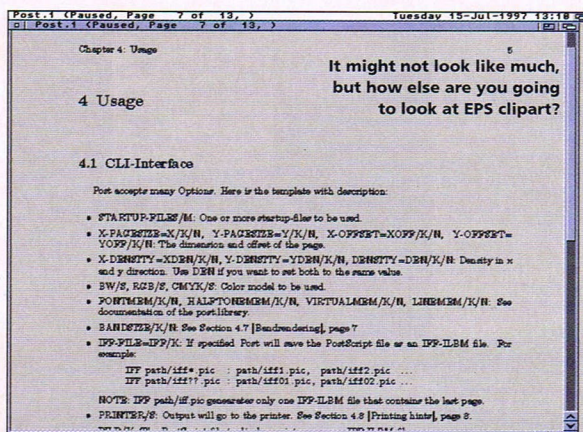 Post.1 (Paused, Page 7 of 13, ) Tuesday 15-Jul-1997 13:18
Post.1 (Paused, Page 7 of 13, )
Chapter 4: Usage 5
It might not look like much,
but how else are you going
to look at EPS clipart?
4 Usage
4.1 CLI-Interface
Post accepts many Options. Here is the template with description:
• STARTUP-FILES/M: One or more startup-files to be used.
• X-PAGESIZE=X/K/N, Y-PAGESIZE=Y/K/N, X-OFFSET=XOFF/K/N, Y-OFFSET=
YOFF/K/N: The dimension and offset of the page.
• X-DENSITY=XDEN/K/N, Y-DENSITY=YDEN/K/N, DENSITY=DEN/K/N: Density in x
and y direction. Use DEN if you want to set both to the same value.
• BW/S, RGB/S, CMYK/S: Color model to be used.
• FONTMEM/K/N, HALFTONEMEM/K/N, VIRTUALMEM/K/N, LINEMEM/K/N: See
documentation of the post.library.
• BANDSIZE/K/N: See Section 4.7 [Bandrendering], page 7
• IFF-FILE=IFF/K: If specified Post will save the PostScript file as an IFF-ILBM file. For
example:
IFF path/iff*.pic : path/iff1.pic, path/iff2.pic ...
IFF path/iff??.pic : path/iff01.pic, path/iff02.pic ...
NOTE: IFF path/iff.pic genearater only one IFF-ILBM file that contains the last page.
• PRINTER/S: Output will go to the printer. See Section 4.8 [Printing hints], page 8.